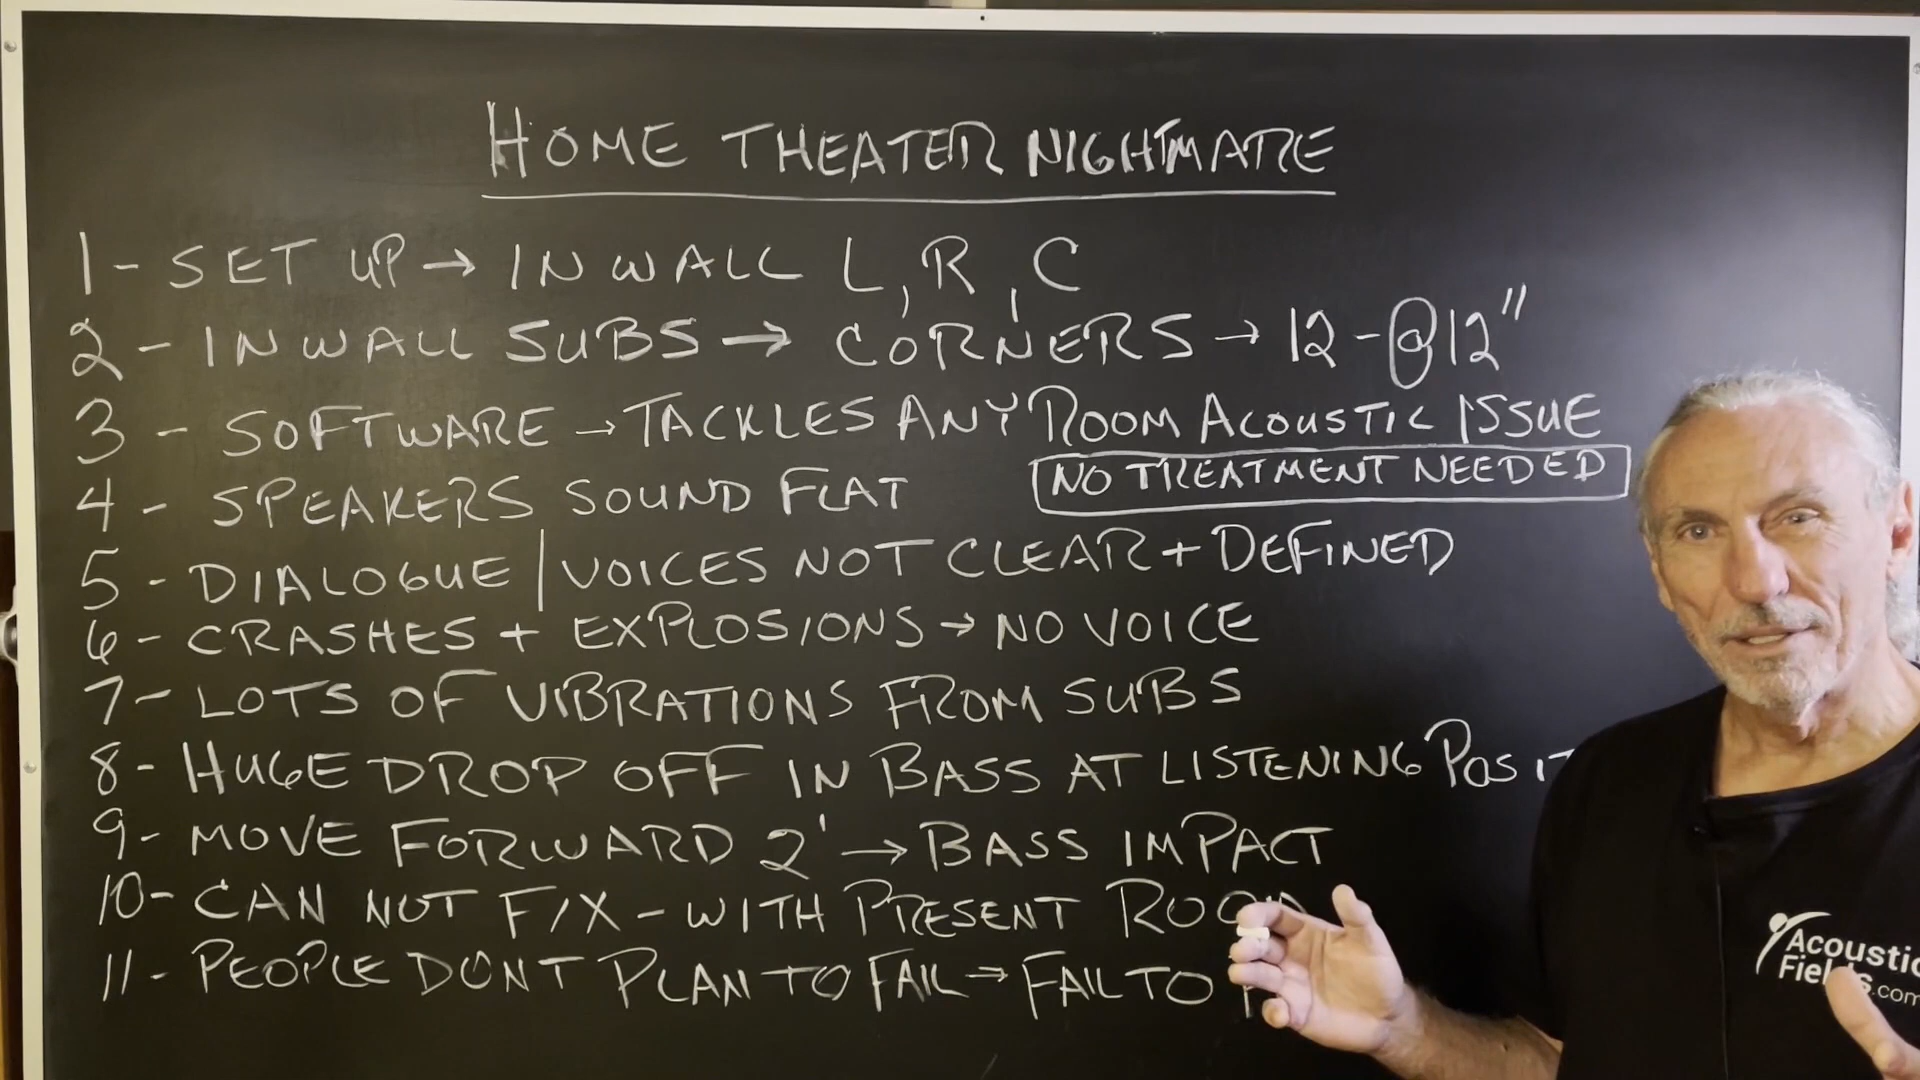 HOME THEATER NIGHTMARE
1- SET UP → IN WALL L, R, C
2 - IN WALL SUBS → CORNERS → 12-@12"
3 - SOFTWARE → TACKLES ANY ROOM ACOUSTIC ISSUE
NO TREATMENT NEEDED
4 - SPEAKERS SOUND FLAT
5 - DIALOGUE | VOICES NOT CLEAR + DEFINED
6 - CRASHES + EXPLOSIONS → NO VOICE
7 - LOTS OF VIBRATIONS FROM SUBS
8 - HUGE DROP OFF IN BASS AT LISTENING POSIT
9 - MOVE FORWARD 2' → BASS IMPACT
10 - CAN NOT FIX - WITH PRESENT
11 - PEOPLE DONT PLAN TO FAIL → FAIL TO
Acoustic
Fields.com